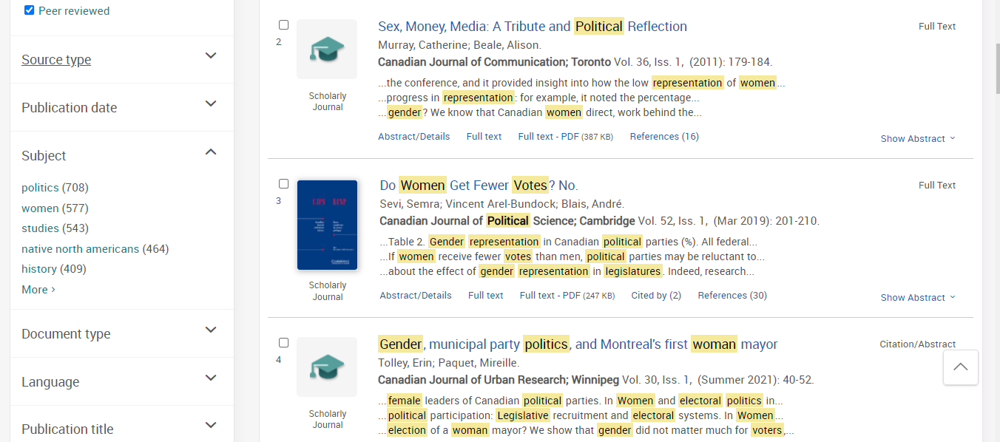 Peer reviewed
Source type
Publication date
Subject
politics (708)
women (577)
studies (543)
native north americans (464)
history (409)
More ›
Document type
Language
Publication title
2
Scholarly
Journal
Sex, Money, Media: A Tribute and Political Reflection
Full Text
Murray, Catherine; Beale, Alison.
Canadian Journal of Communication; Toronto Vol. 36, Iss. 1,  (2011): 179-184.
...the conference, and it provided insight into how the low representation of women...
...progress in representation: for example, it noted the percentage...
...gender? We know that Canadian women direct, work behind the...
Abstract/Details Full text Full text - PDF (387 KB) References (16)
Show Abstract
3
CJPS RCSP
CAMBRIDGE
Scholarly
Journal
Do Women Get Fewer Votes? No.
Full Text
Sevi, Semra; Vincent Arel-Bundock; Blais, André.
Canadian Journal of Political Science; Cambridge Vol. 52, Iss. 1,  (Mar 2019): 201-210.
...Table 2. Gender representation in Canadian political parties (%). All federal...
...If women receive fewer votes than men, political parties may be reluctant to...
...about the effect of gender representation in legislatures. Indeed, research...
Abstract/Details Full text Full text - PDF (247 KB) Cited by (2) References (30)
Show Abstract
4
Scholarly
Journal
Gender, municipal party politics, and Montreal's first woman mayor
Citation/Abstract
Tolley, Erin; Paquet, Mireille.
Canadian Journal of Urban Research; Winnipeg Vol. 30, Iss. 1,  (Summer 2021): 40-52.
...female leaders of Canadian political parties. In Women and electoral politics in...
...political participation: Legislative recruitment and electoral systems. In Women...
...election of a woman mayor? We show that gender did not matter much for voters,...